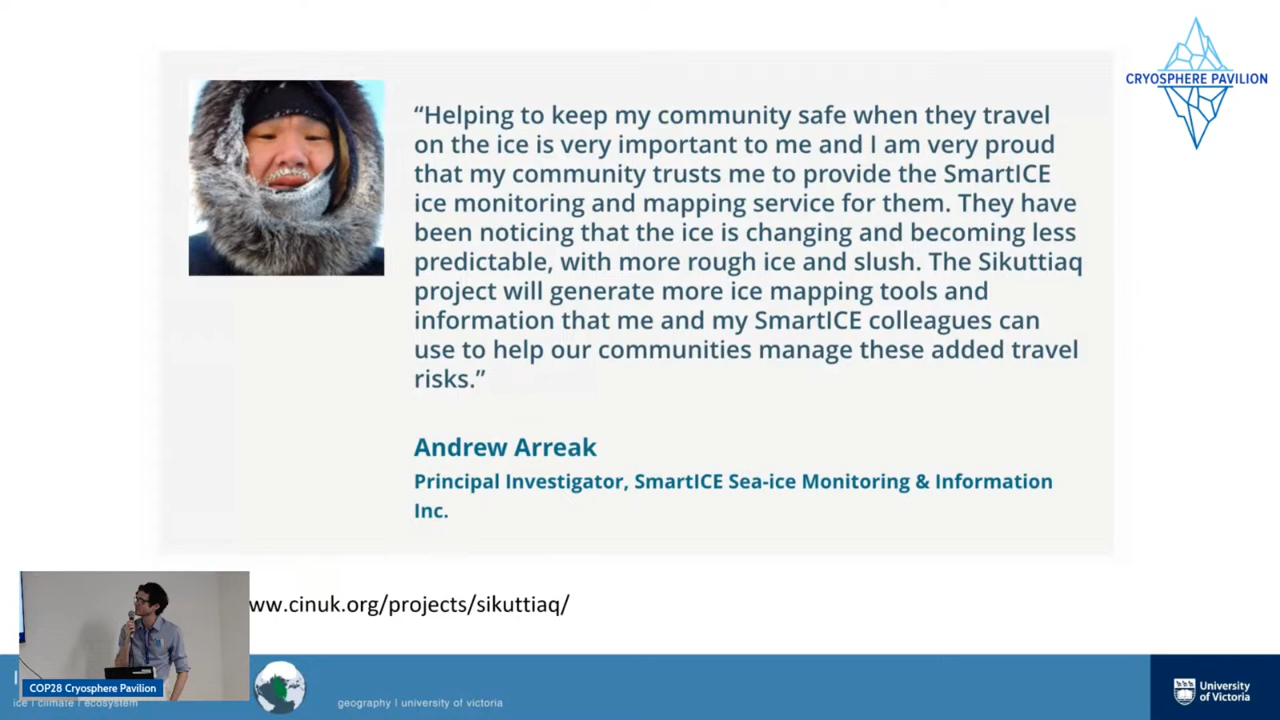 CRYOSPHERE PAVILION
“Helping to keep my community safe when they travel
on the ice is very important to me and I am very proud
that my community trusts me to provide the SmartICE
ice monitoring and mapping service for them. They have
been noticing that the ice is changing and becoming less
predictable, with more rough ice and slush. The Sikuttiaq
project will generate more ice mapping tools and
information that me and my SmartICE colleagues can
use to help our communities manage these added travel
risks.”
Andrew Arreak
Principal Investigator, SmartICE Sea-ice Monitoring & Information
Inc.
ww.cinuk.org/projects/sikuttiaq/
COP28 Cryosphere Pavilion
ice | climate | ecosystem
geography | university of victoria
University
of Victoria